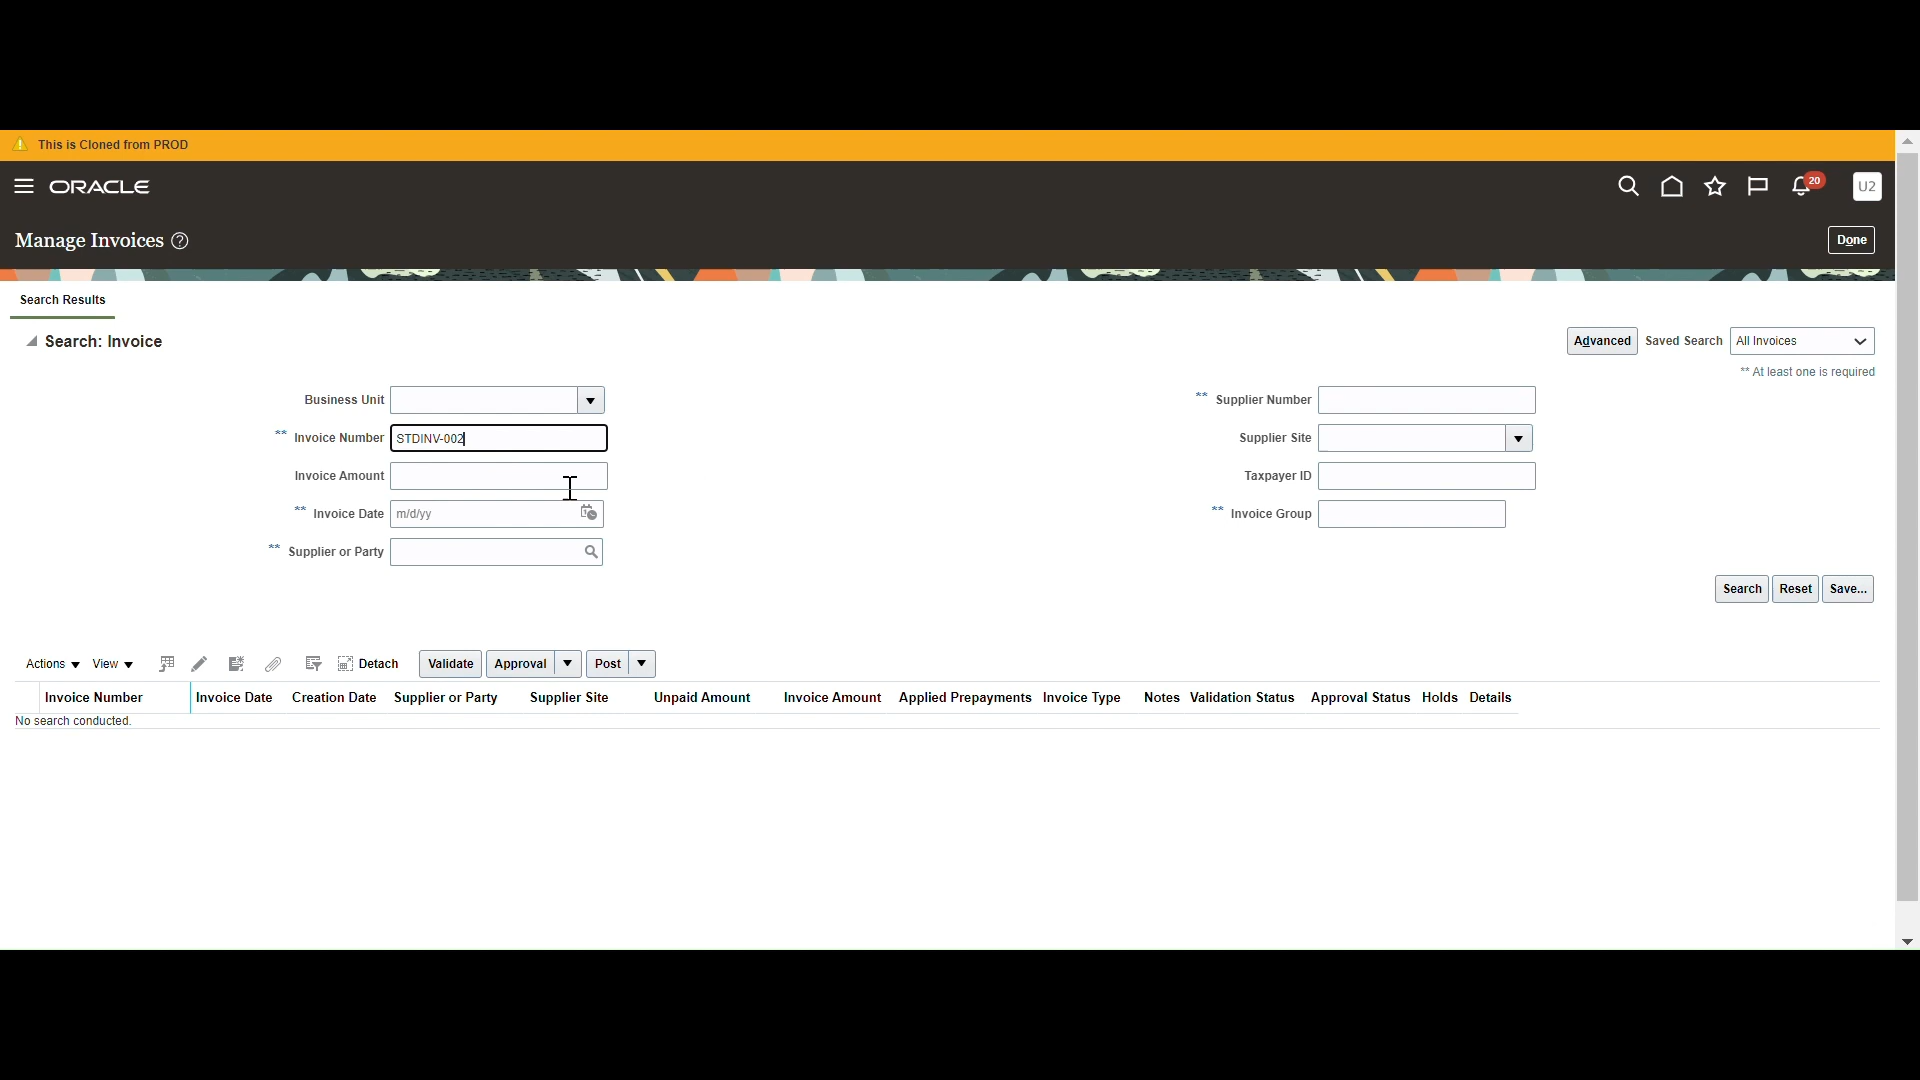 This is Cloned from PROD
ORACLE
20
U2
Manage Invoices
Done
Search Results
Search: Invoice
Advanced Saved Search All Invoices
** At least one is required
Business Unit
** Supplier Number
** Invoice Number STDINV-002
Supplier Site
Invoice Amount
Taxpayer ID
** Invoice Date m/d/yy
** Invoice Group
** Supplier or Party
Search Reset Save...
Actions View Detach Validate Approval Post
Invoice Number Invoice Date Creation Date Supplier or Party Supplier Site Unpaid Amount Invoice Amount Applied Prepayments Invoice Type Notes Validation Status Approval Status Holds Details
No search conducted.